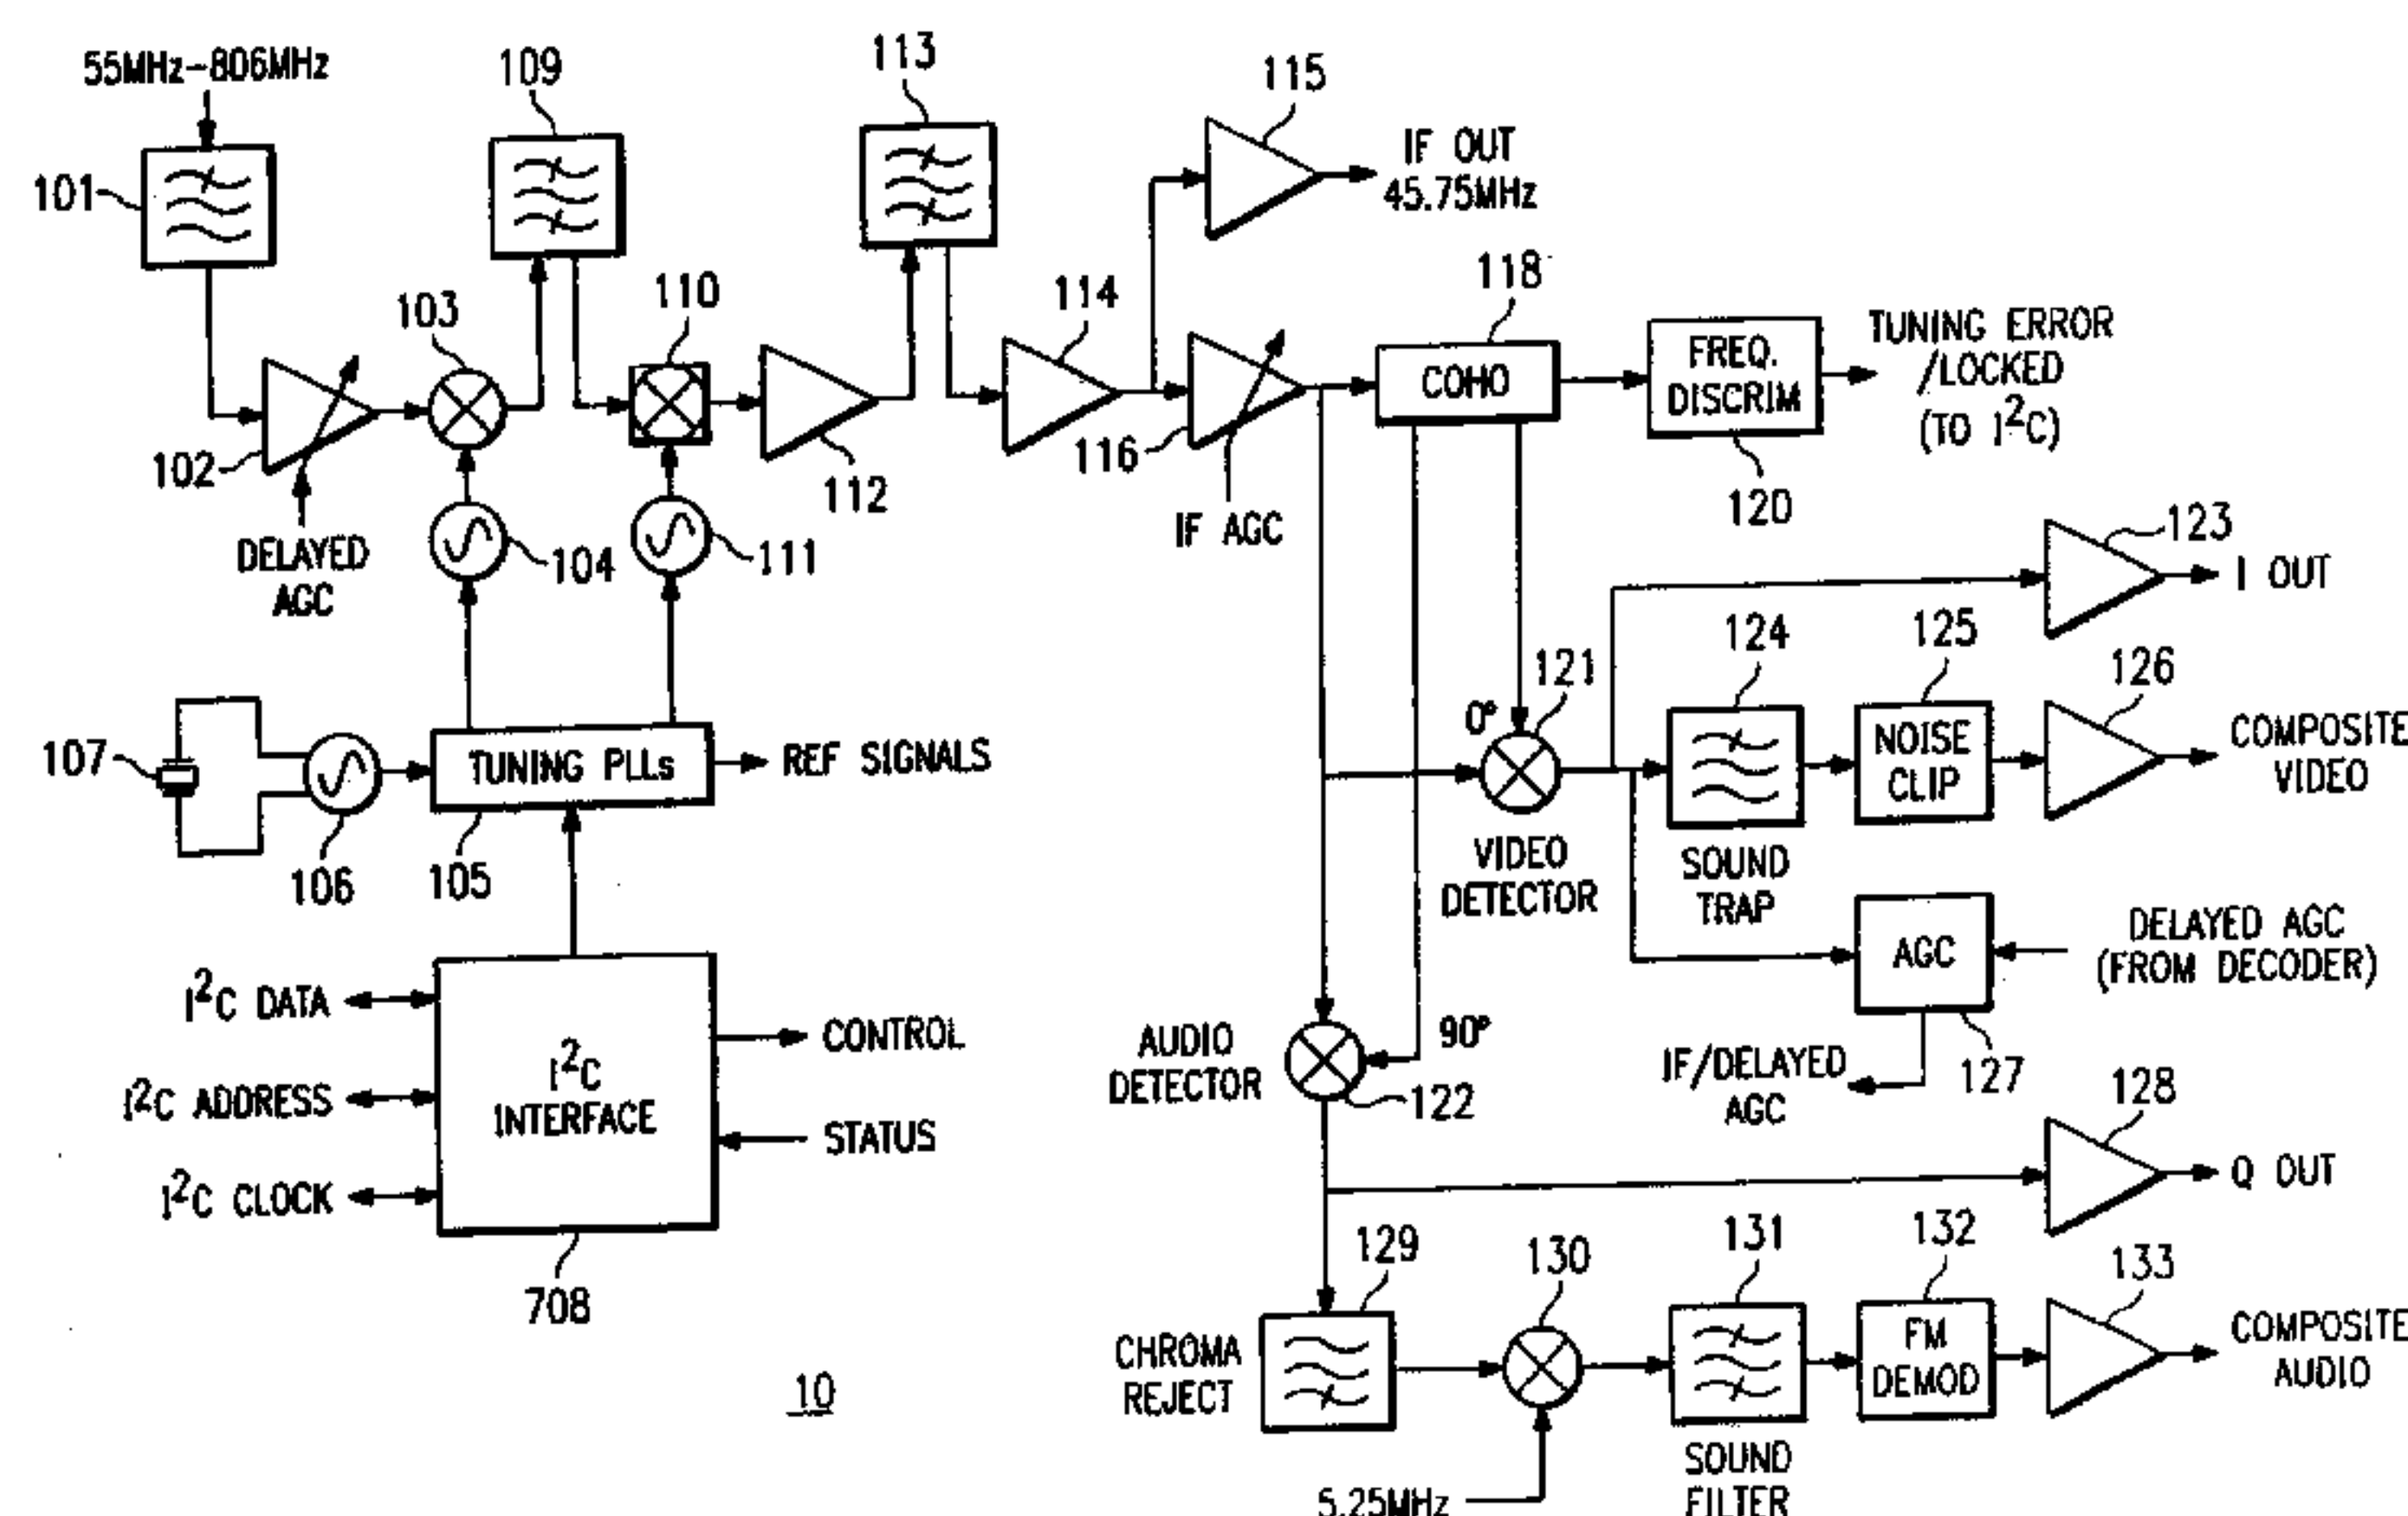 55MHz-806MHz
109
113
115
101
IF OUT
45.75MHz
103
110
114
118
102
112
116
COHO
FREQ.
DISCRIM
TUNING ERROR
/LOCKED
(TO I²C)
DELAYED
AGC
104
111
IF AGC
120
123
I OUT
124
125
126
121
0°
107
TUNING PLLs
REF SIGNALS
NOISE
CLIP
COMPOSITE
VIDEO
106
105
VIDEO
DETECTOR
SOUND
TRAP
AGC
DELAYED AGC
(FROM DECODER)
I²C DATA
I²C ADDRESS
I²C CLOCK
I²C
INTERFACE
CONTROL
STATUS
708
AUDIO
DETECTOR
90°
122
IF/DELAYED
AGC
127
128
Q OUT
129
130
131
132
133
CHROMA
REJECT
FM
DEMOD
COMPOSITE
AUDIO
10
5.25MHz
SOUND
FILTER